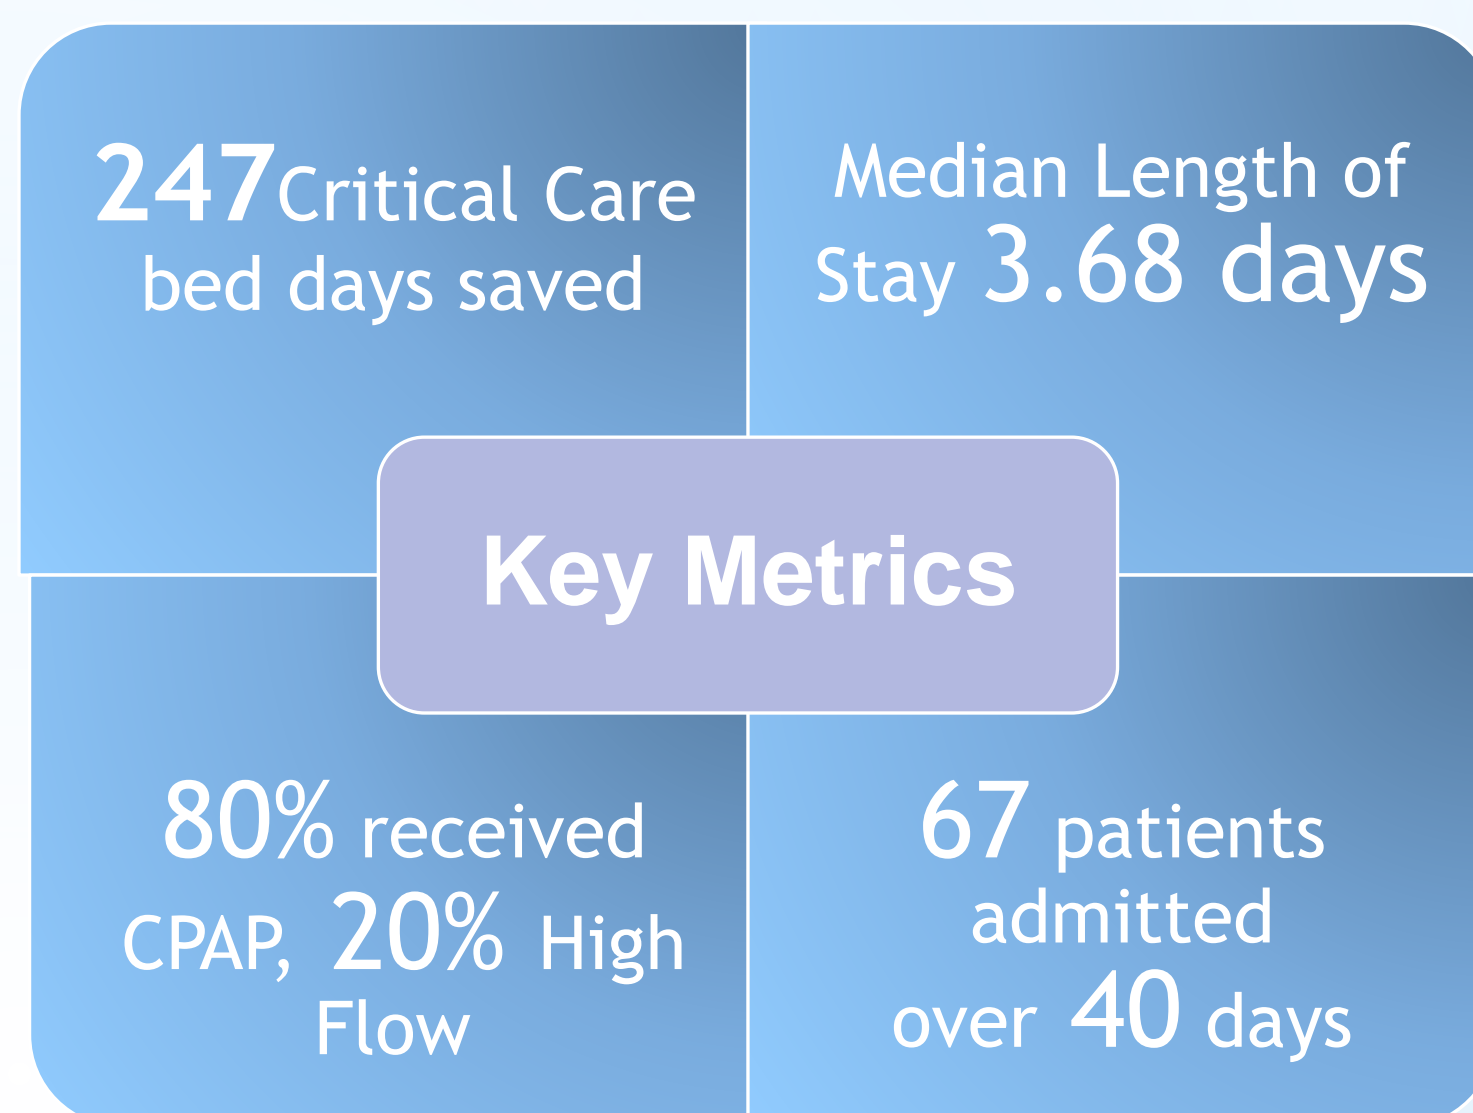 247Critical Care
bed days saved
Median Length of
Stay 3.68 days
Key Metrics
80% received
CPAP, 20% High
Flow
67 patients
admitted
over 40 days